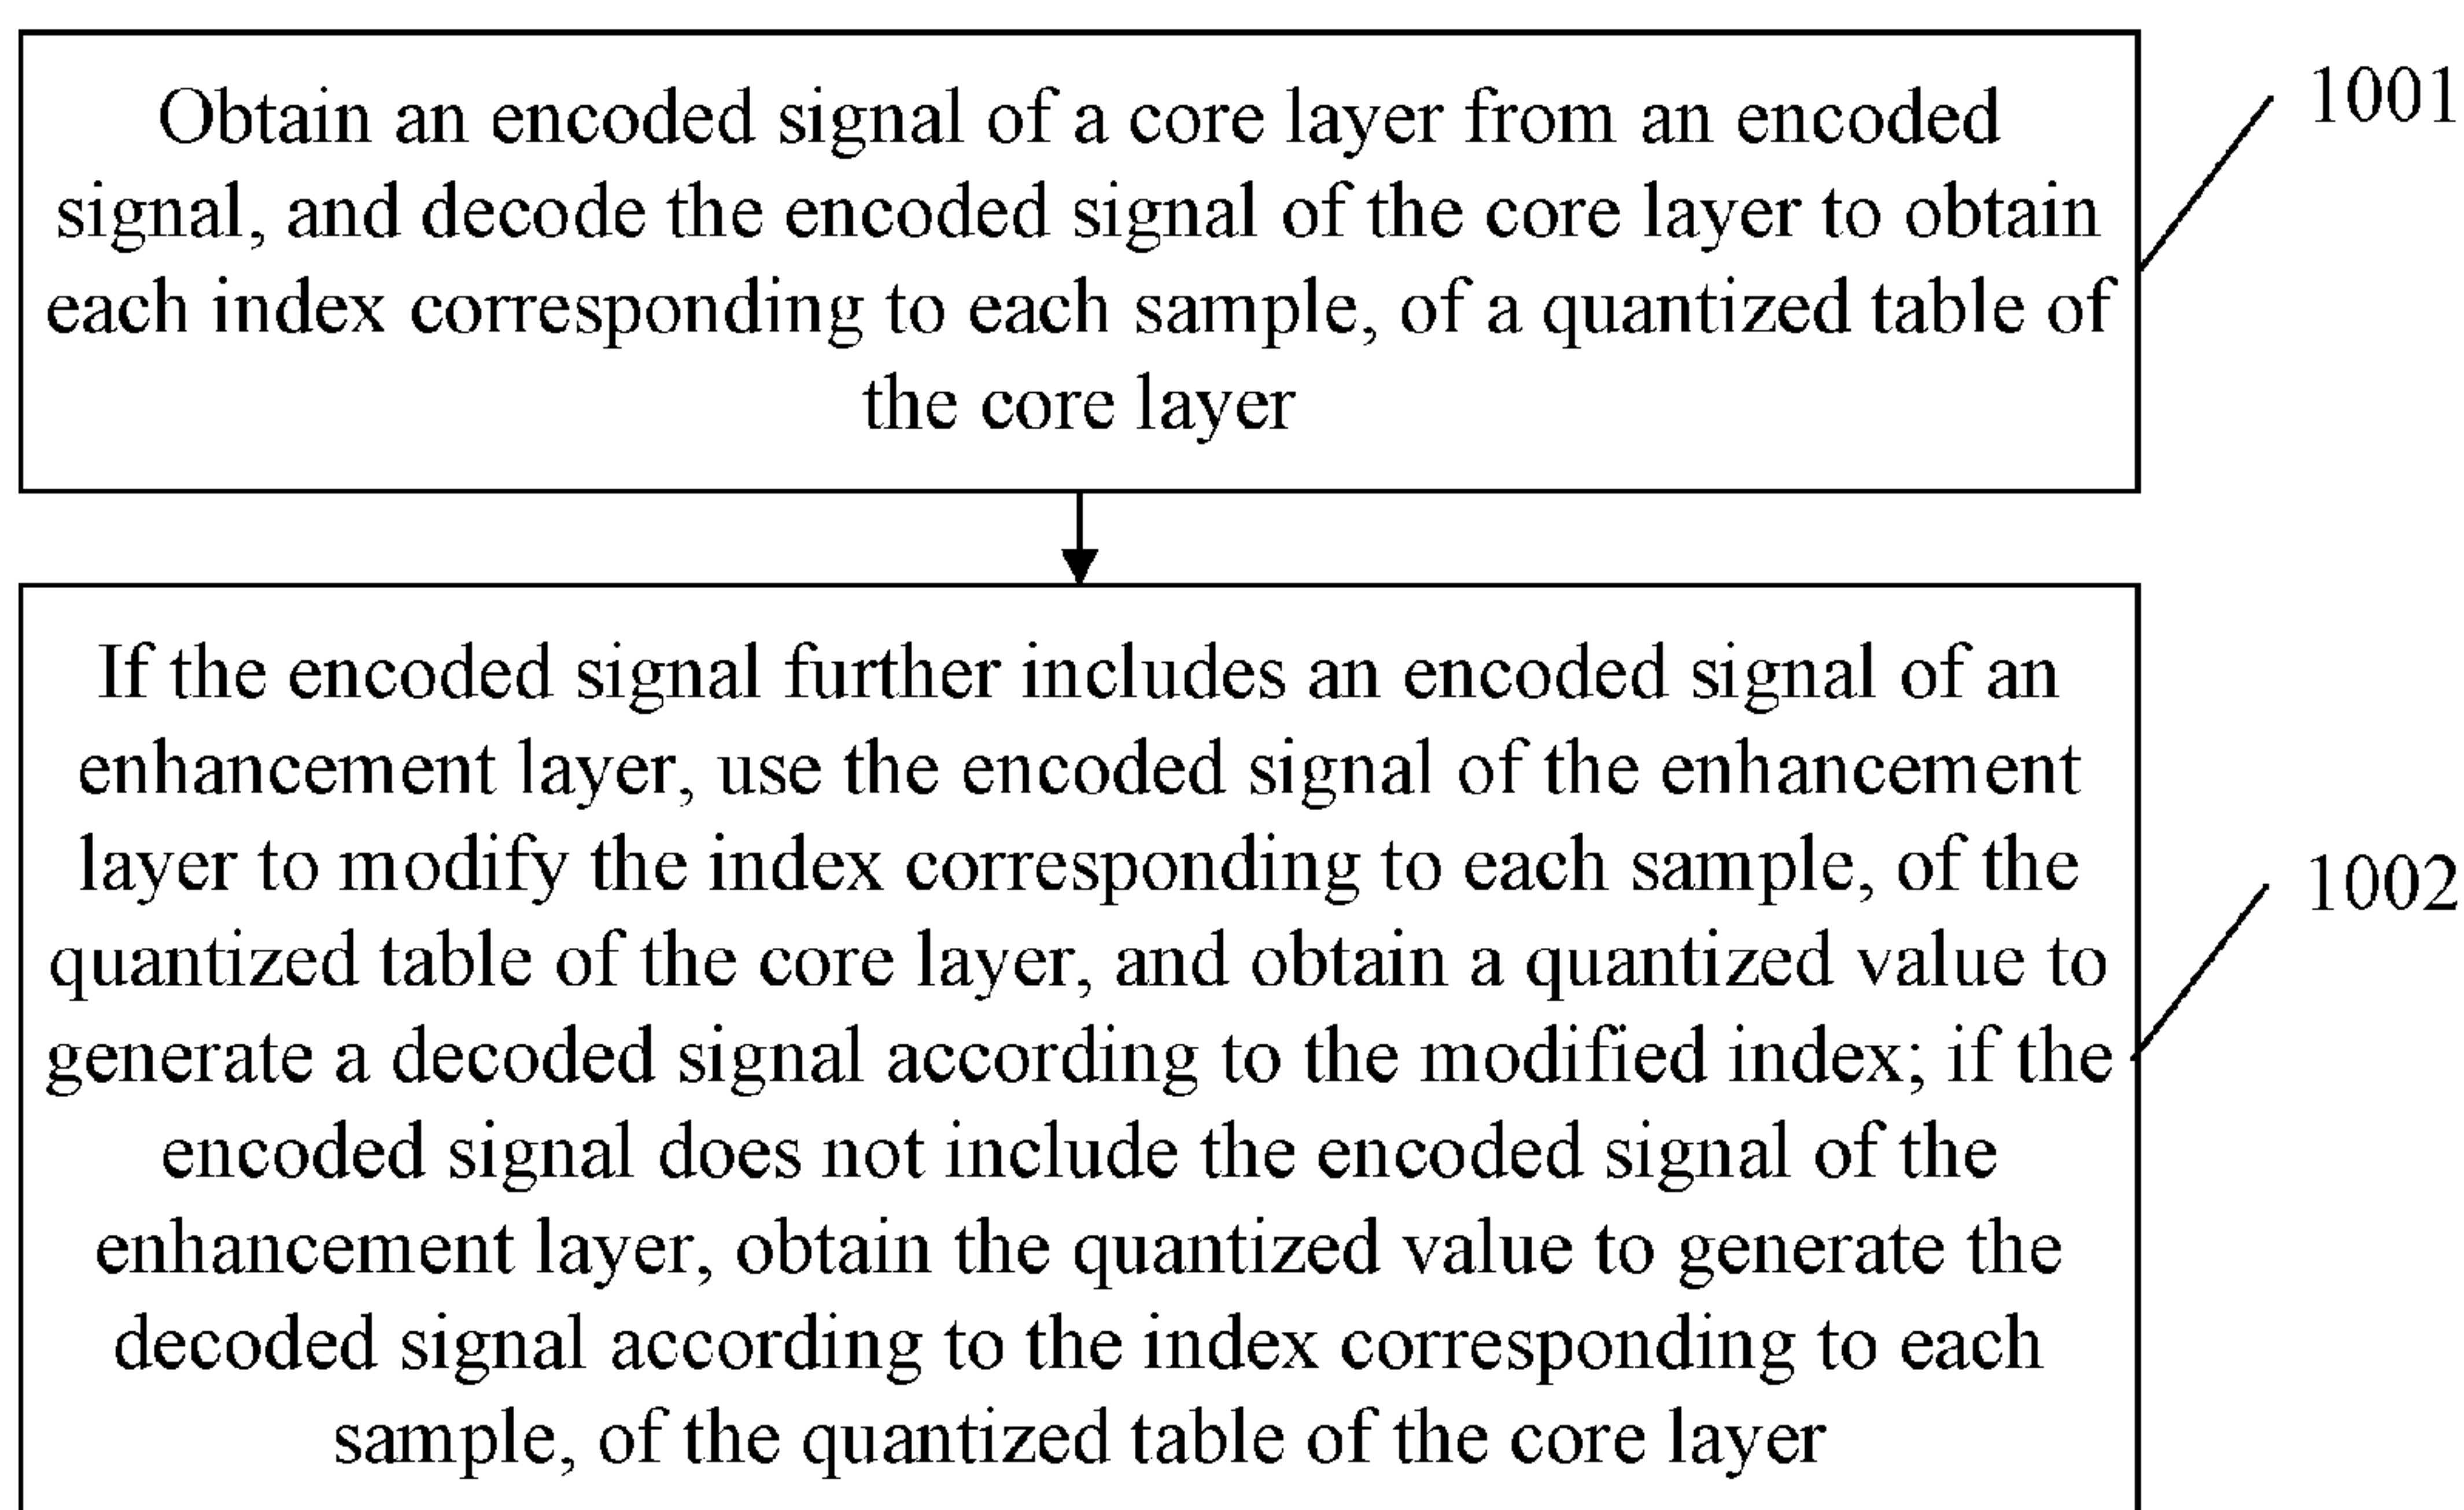 Obtain an encoded signal of a core layer from an encoded
signal, and decode the encoded signal of the core layer to obtain
each index corresponding to each sample, of a quantized table of
the core layer
1001
If the encoded signal further includes an encoded signal of an
enhancement layer, use the encoded signal of the enhancement
layer to modify the index corresponding to each sample, of the
quantized table of the core layer, and obtain a quantized value to
generate a decoded signal according to the modified index; if the
encoded signal does not include the encoded signal of the
enhancement layer, obtain the quantized value to generate the
decoded signal according to the index corresponding to each
sample, of the quantized table of the core layer
1002